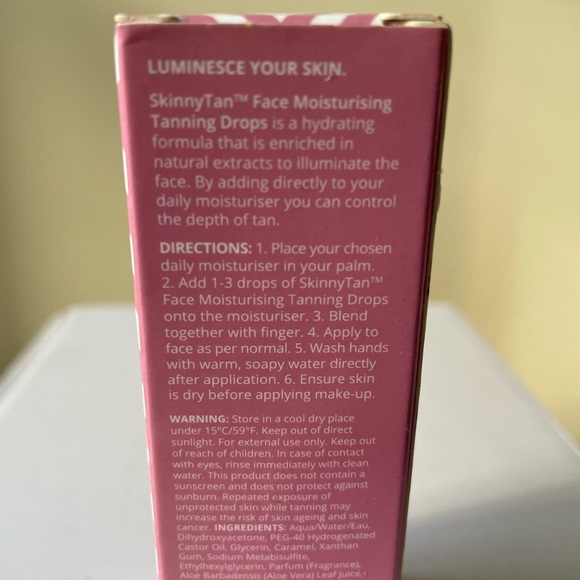 LUMINESCE YOUR SKIN.
SkinnyTan™ Face Moisturising
Tanning Drops is a hydrating
formula that is enriched in
natural extracts to illuminate the
face. By adding directly to your
daily moisturiser you can control
the depth of tan.
DIRECTIONS: 1. Place your chosen
daily moisturiser in your palm.
2. Add 1-3 drops of SkinnyTan™
Face Moisturising Tanning Drops
onto the moisturiser. 3. Blend
together with finger. 4. Apply to
face as per normal. 5. Wash hands
with warm, soapy water directly
after application. 6. Ensure skin
is dry before applying make-up.
WARNING: Store in a cool dry place
under 15°C/59°F. Keep out of direct
sunlight. For external use only. Keep out
of reach of children. In case of contact
with eyes, rinse immediately with clean
water. This product does not contain a
sunscreen and does not protect against
sunburn. Repeated exposure of
unprotected skin while tanning may
increase the risk of skin ageing and skin
cancer. INGREDIENTS: Aqua/Water/Eau,
Dihydroxyacetone, PEG-40 Hydrogenated
Castor Oil, Glycerin, Caramel, Xanthan
Gum, Sodium Metabisulfite,
Ethylhexylglycerin, Parfum (Fragrance),
Aloe Barbadensis (Aloe Vera) Leaf Juice,